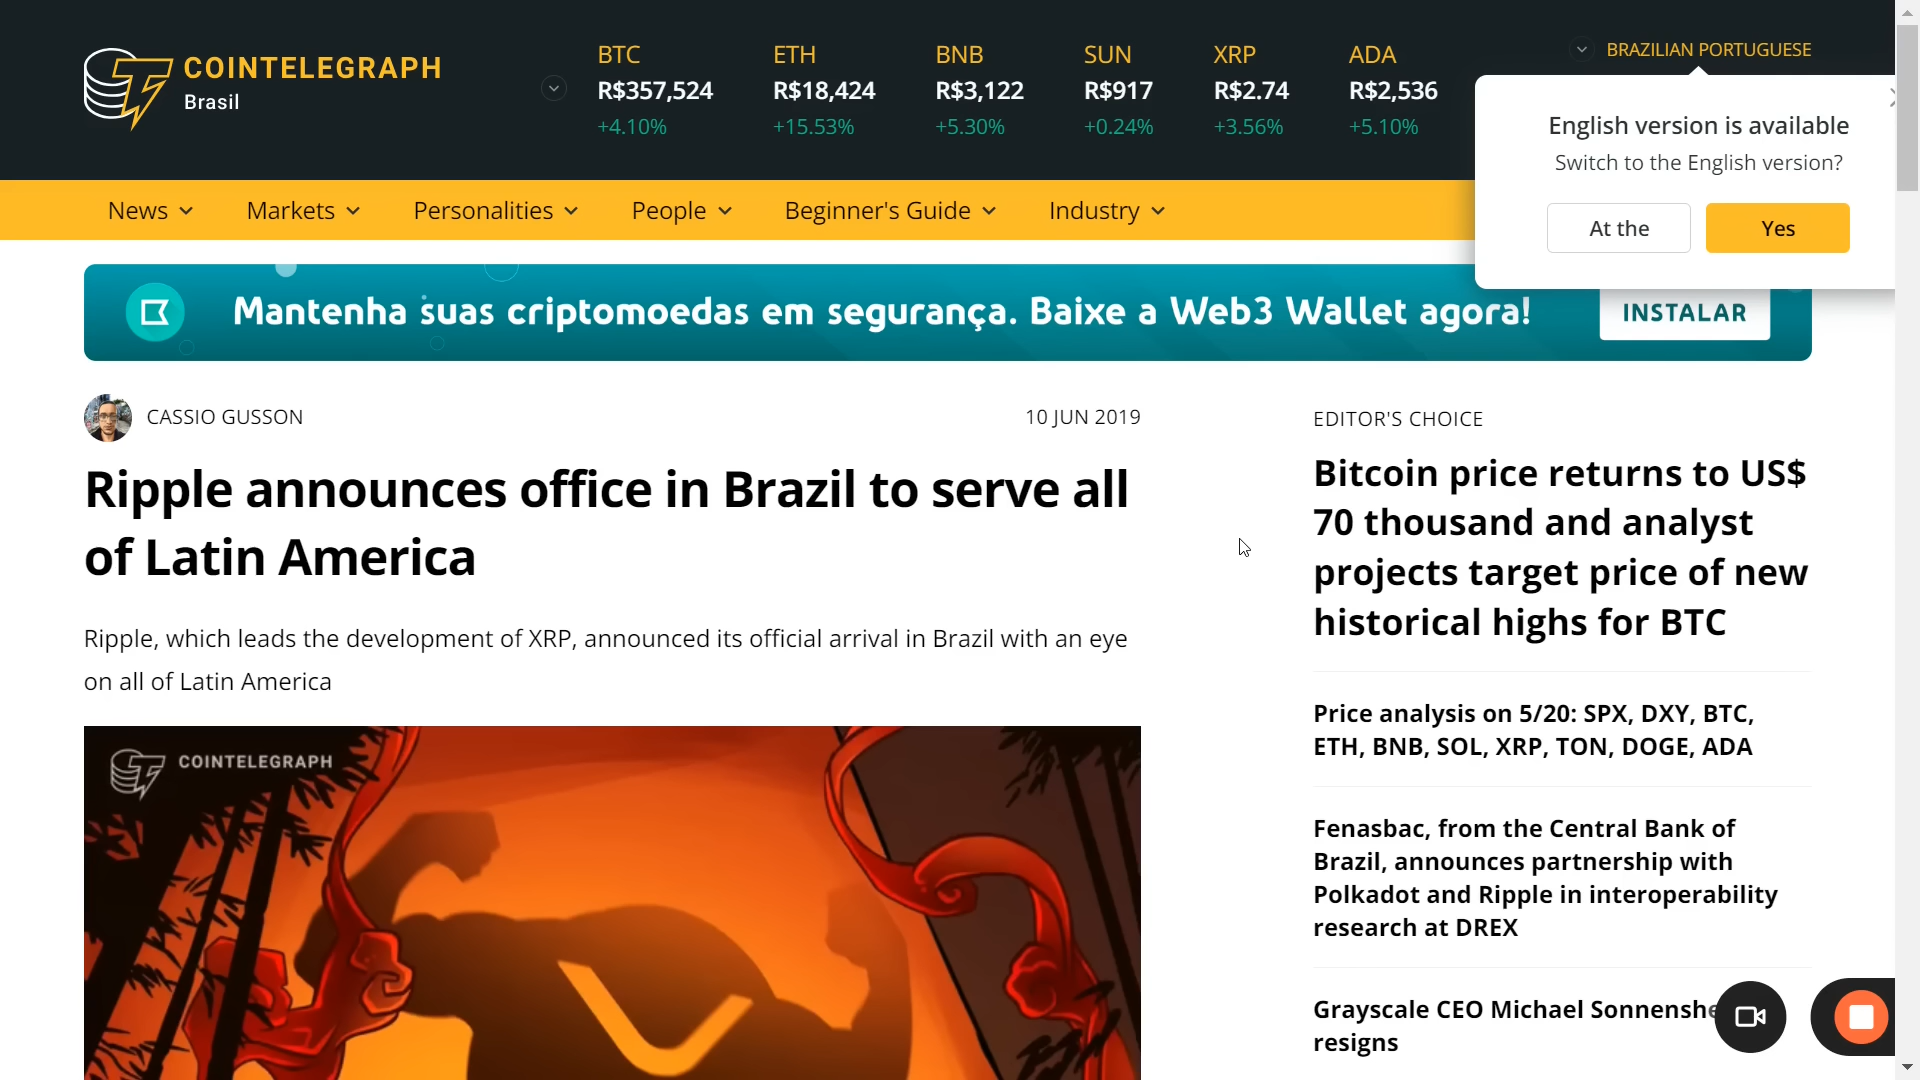 COINTELEGRAPH
Brasil
BTC
R$357,524
+4.10%
ETH
R$18,424
+15.53%
BNB
R$3,122
+5.30%
SUN
R$917
+0.24%
XRP
R$2.74
+3.56%
ADA
R$2,536
+5.10%
BRAZILIAN PORTUGUESE
English version is available
Switch to the English version?
At the
Yes
News
Markets
Personalities
People
Beginner's Guide
Industry
Mantenha suas criptomoedas em segurança. Baixe a Web3 Wallet agora!
INSTALAR
CASSIO GUSSON
10 JUN 2019
Ripple announces office in Brazil to serve all
of Latin America
Ripple, which leads the development of XRP, announced its official arrival in Brazil with an eye
on all of Latin America
COINTELEGRAPH
EDITOR'S CHOICE
Bitcoin price returns to US$
70 thousand and analyst
projects target price of new
historical highs for BTC
Price analysis on 5/20: SPX, DXY, BTC,
ETH, BNB, SOL, XRP, TON, DOGE, ADA
Fenasbac, from the Central Bank of
Brazil, announces partnership with
Polkadot and Ripple in interoperability
research at DREX
Grayscale CEO Michael
resigns